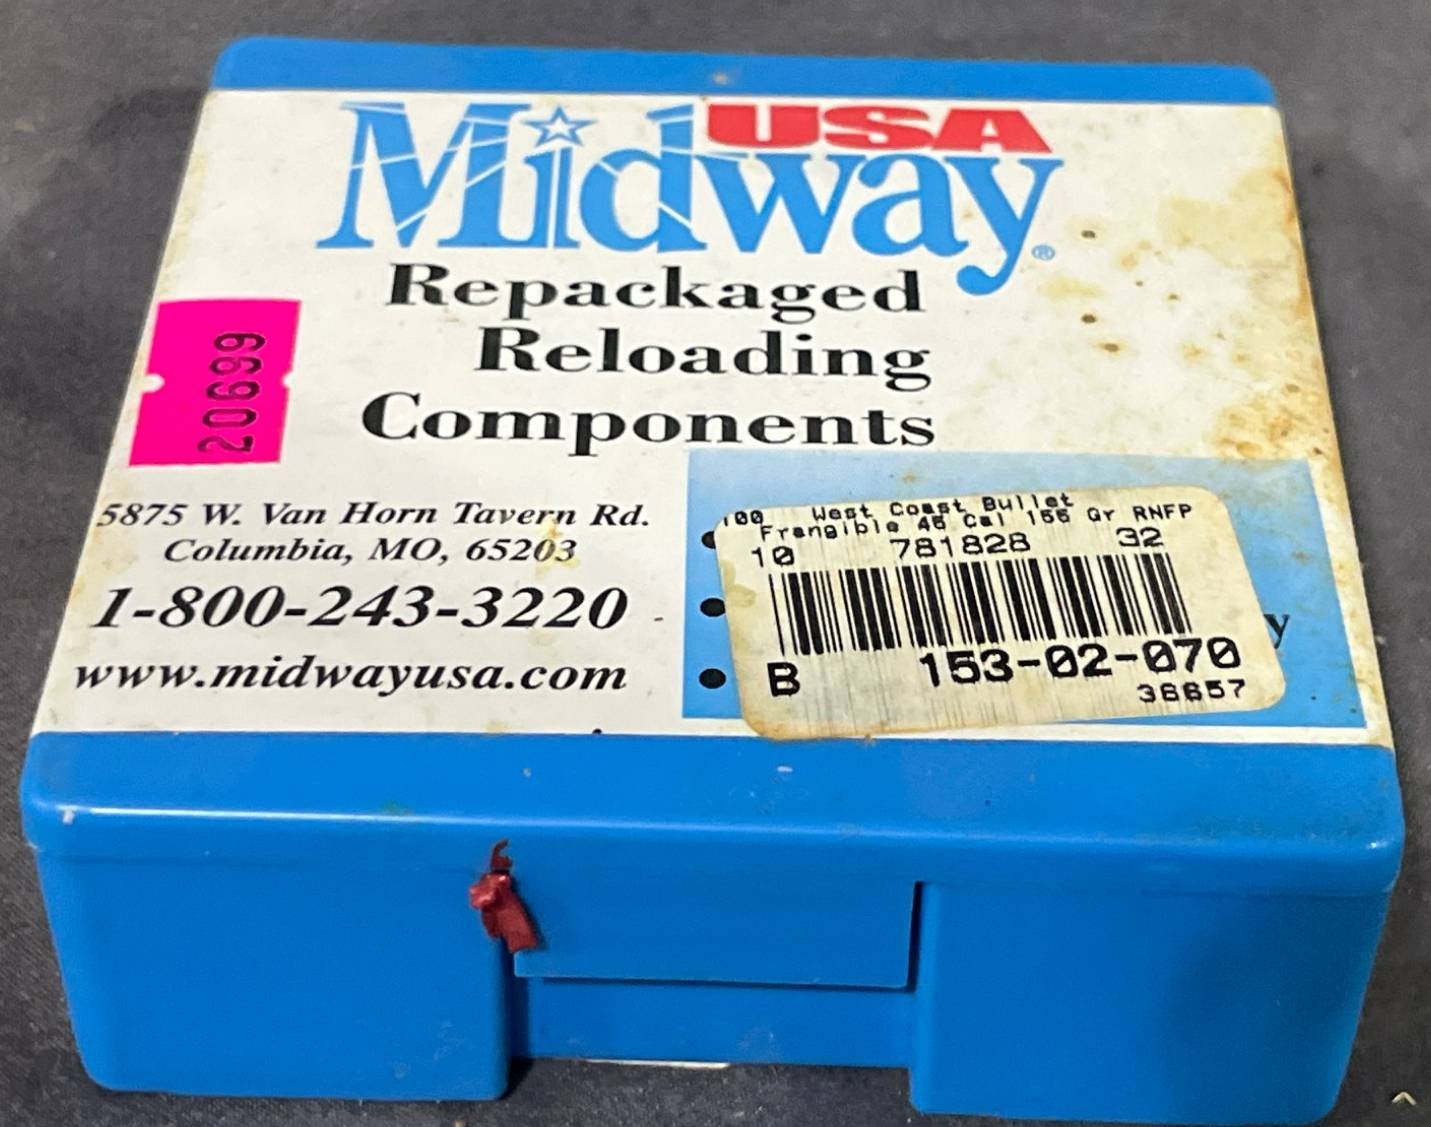 USA
Midway®
Repackaged
Reloading
Components
20699
5875 W. Van Horn Tavern Rd.
Columbia, MO, 65203
1-800-243-3220
www.midwayusa.com
100 West Coast Bullet
Frangible 45 Cal 155 Gr RNFP
10 781828 32
B 153-02-070
36657
y